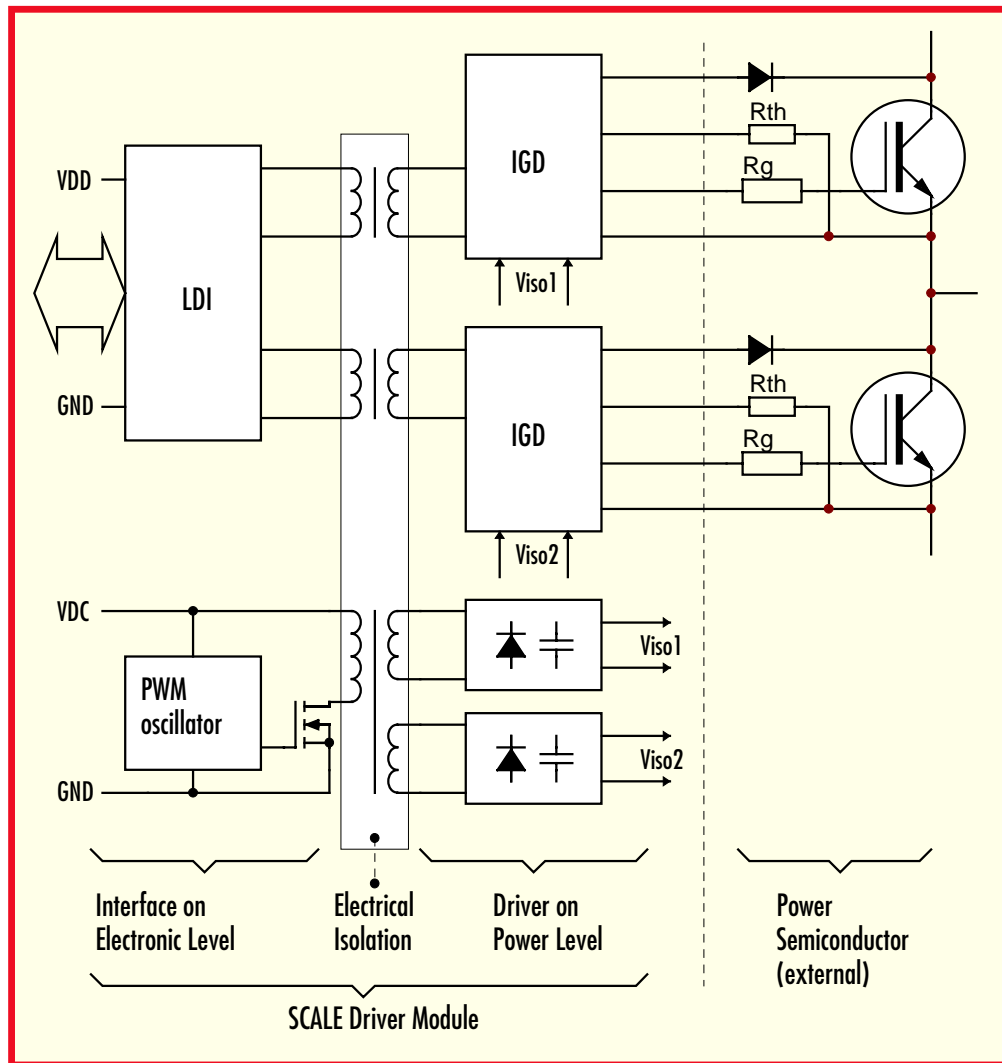 VDD
LDI
GND
IGD
Viso1
Rth
Rg
IGD
Viso2
Rth
Rg
VDC
PWM
oscillator
GND
Viso1
Viso2
Interface on
Electronic Level
Electrical
Isolation
Driver on
Power Level
Power
Semiconductor
(external)
SCALE Driver Module